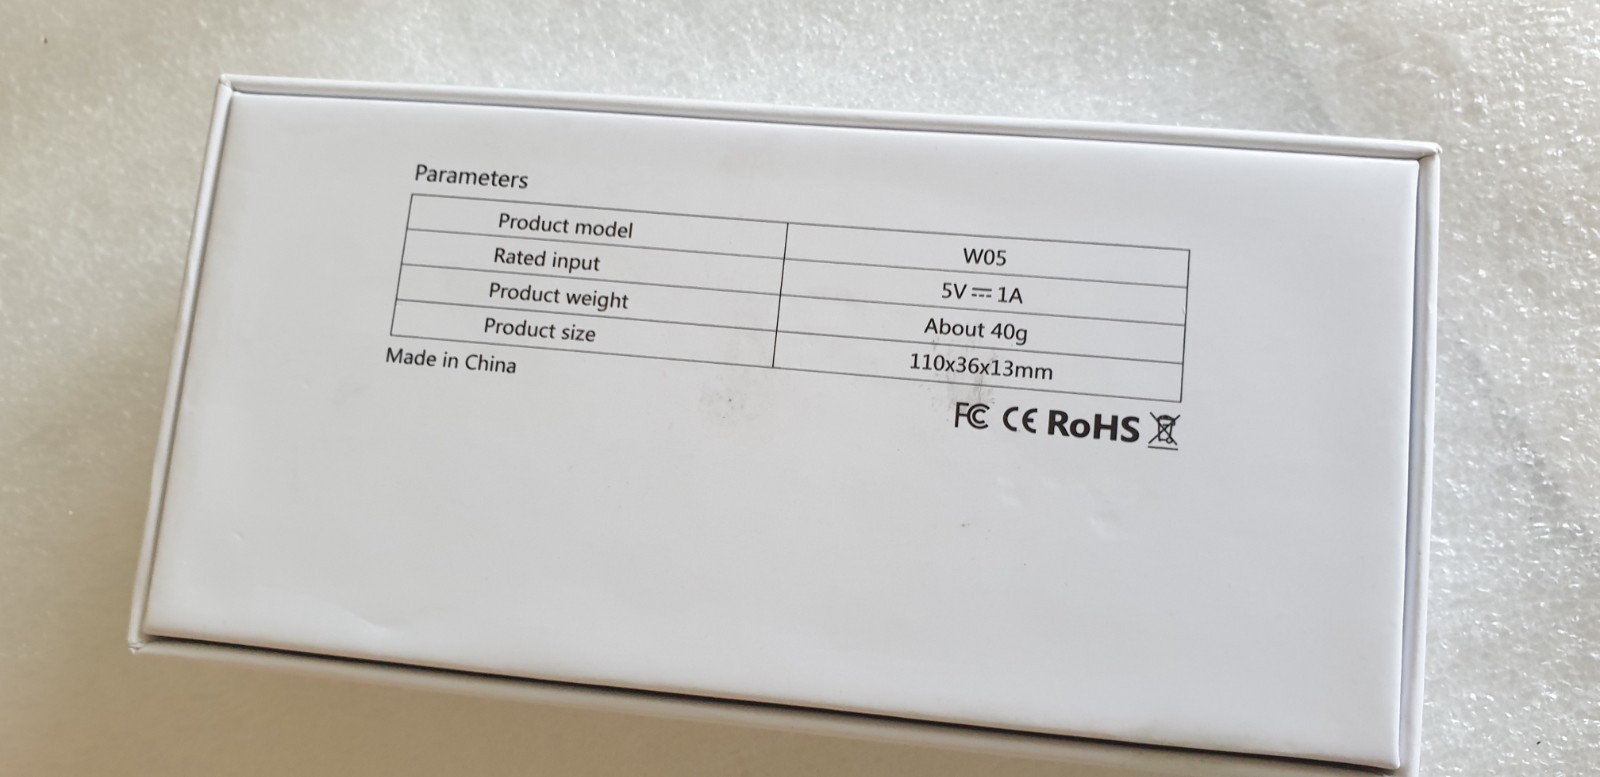 Parameters
Product model W05
Rated input 5V⎓1A
Product weight About 40g
Product size 110x36x13mm
Made in China
FC CE RoHS